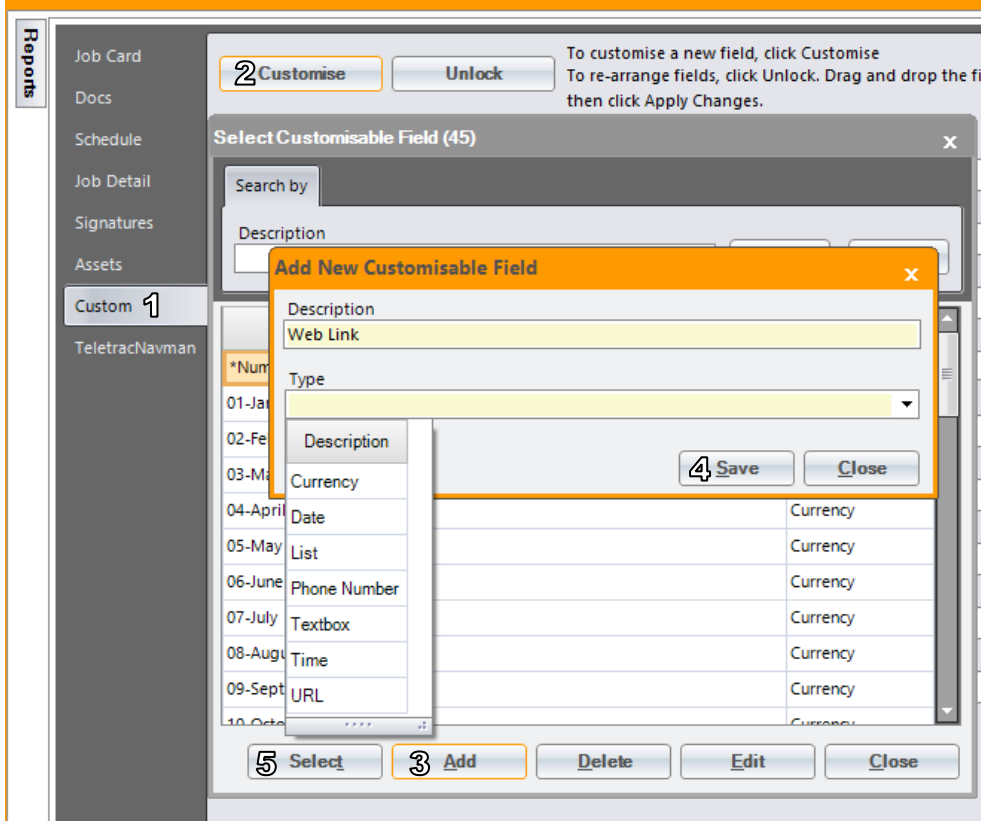 Reports
Job Card
Docs
Schedule
Job Detail
Signatures
Assets
Custom 1
TeletracNavman
2 Customise
Unlock
To customise a new field, click Customise
To re-arrange fields, click Unlock. Drag and drop the fi
then click Apply Changes.
Select Customisable Field (45)
x
Search by
Description
Add New Customisable Field
x
Description
Web Link
Type
Description
Currency
Date
List
Phone Number
Textbox
Time
URL
4 Save
Close
*Num
01-Jan
02-Fe
03-Ma
04-April Currency
05-May Currency
06-June Currency
07-July Currency
08-Augu Currency
09-Sept Currency
10-Octo Currency
5 Select
3 Add
Delete
Edit
Close